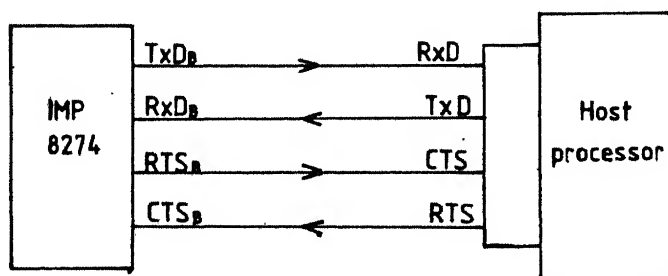 TxDB RxD
IMP 8274
RxDB TxD
Host processor
RTSB CTS
CTSB RTS